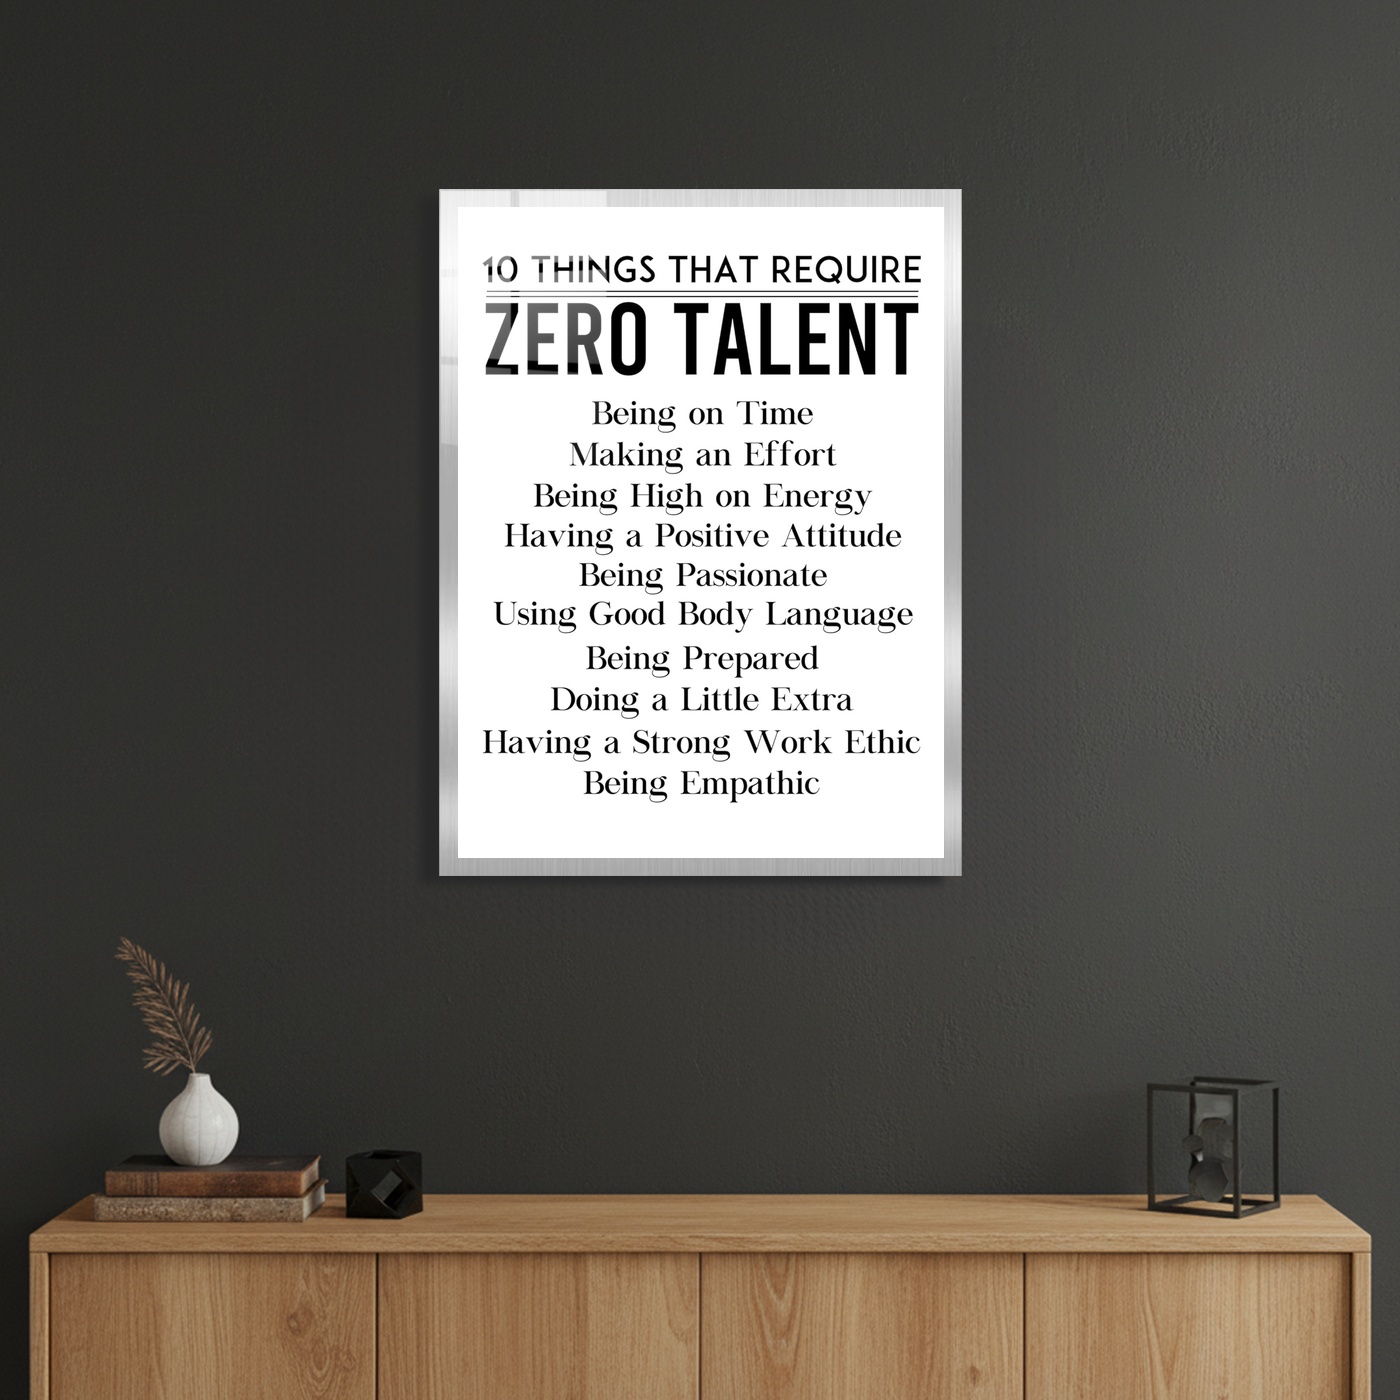 10 THINGS THAT REQUIRE
ZERO TALENT
Being on Time
Making an Effort
Being High on Energy
Having a Positive Attitude
Being Passionate
Using Good Body Language
Being Prepared
Doing a Little Extra
Having a Strong Work Ethic
Being Empathic